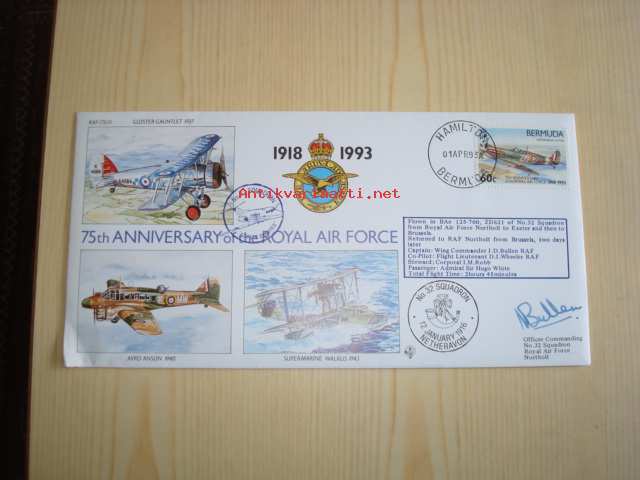 GLOSTER GAUNTLET 1937
1918 1993
HAMILTON
01 APR 93
BERMUDA
BERMUDA
60c
Antikvariaatti.net
75th ANNIVERSARY of the ROYAL AIR FORCE
Flown in BAe 125-700, ZD621 of No.32 Squadron
from Royal Air Force Northolt to Exeter and then to
Brussels.
Returned to RAF Northolt from Brussels, two days
later
Captain: Wing Commander I.D.Bullen RAF
Co-Pilot: Flight Lieutenant D.J.Wheeler RAF
Steward: Corporal I.M.Robb
Passenger: Admiral Sir Hugo White
Total Flight Time: 2hours 45minutes
No. 32 SQUADRON
12 JANUARY 1916
NETHERAVON
Bullen
Officer Commanding
No.32 Squadron
Royal Air Force
Northolt
AVRO ANSON 1940
SUPERMARINE WALRUS 1943